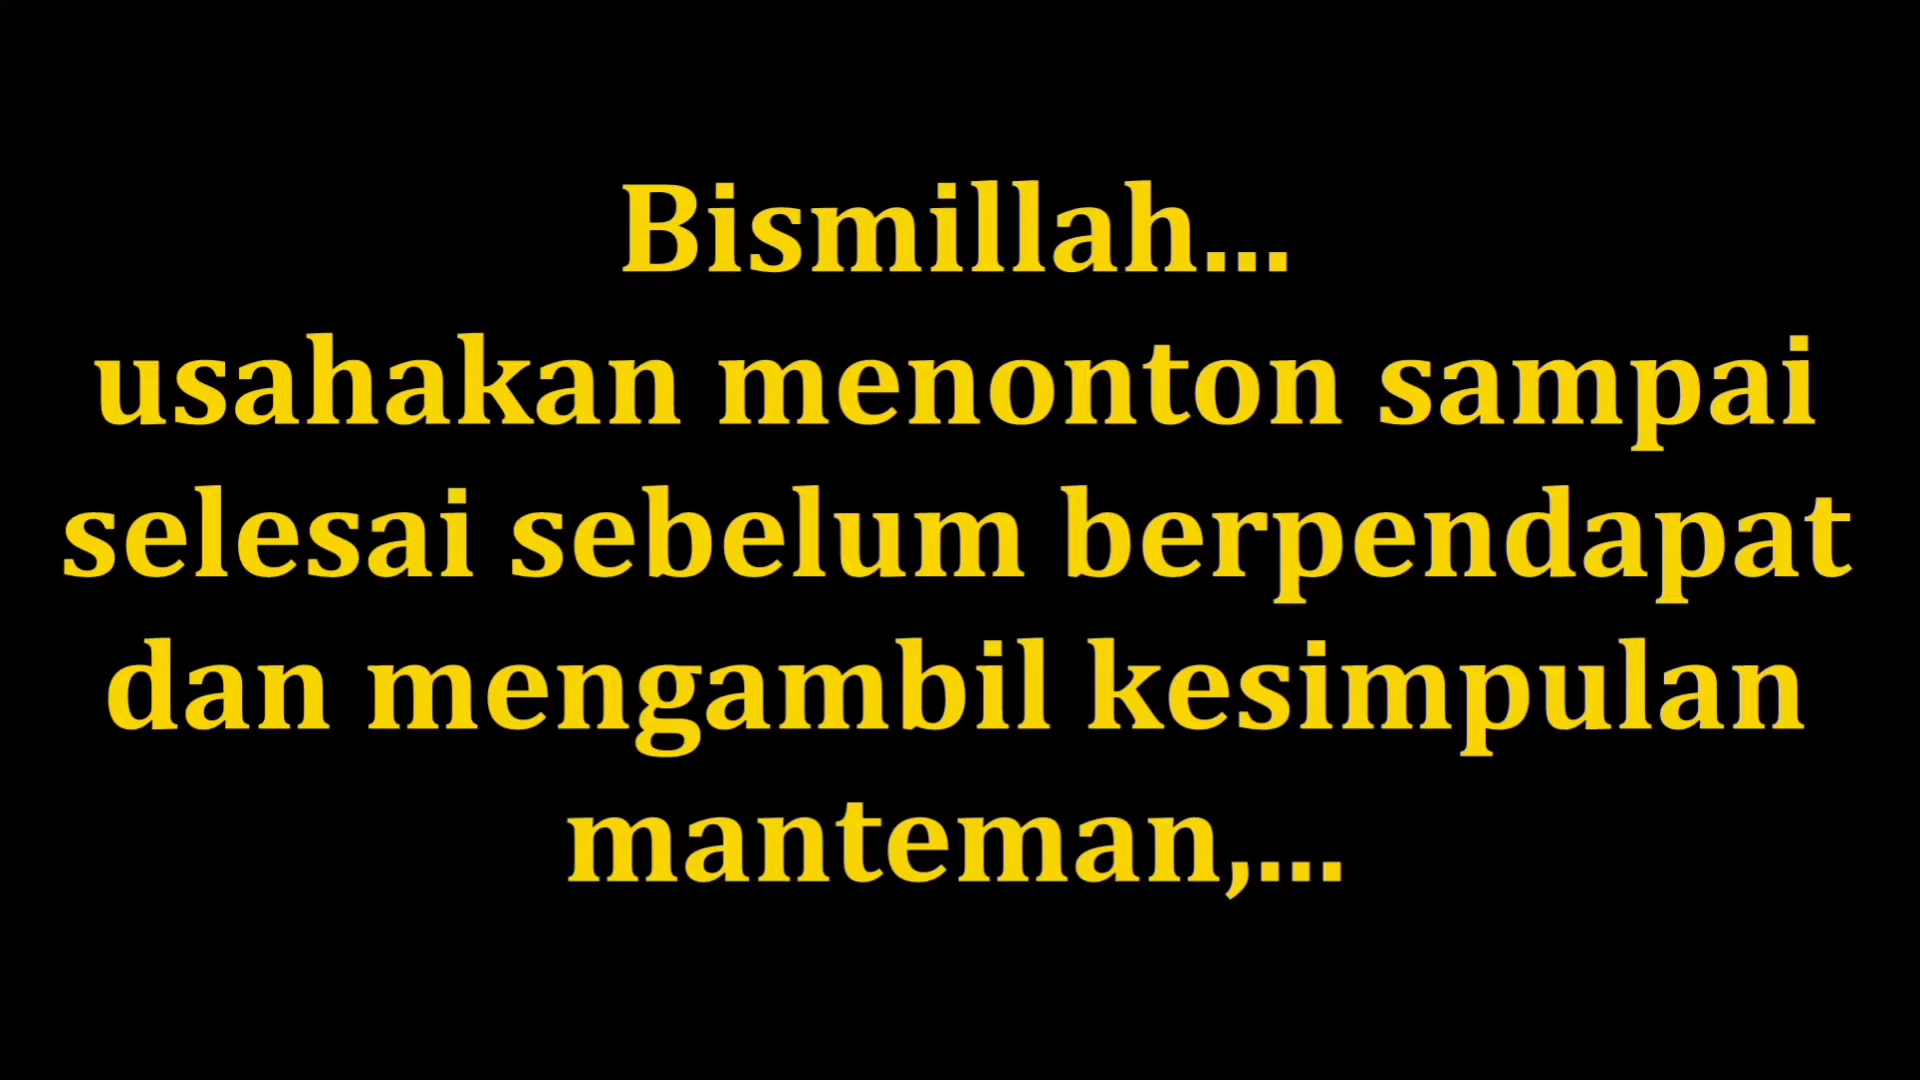 Bismillah...
usahakan menonton sampai
selesai sebelum berpendapat
dan mengambil kesimpulan
manteman,...